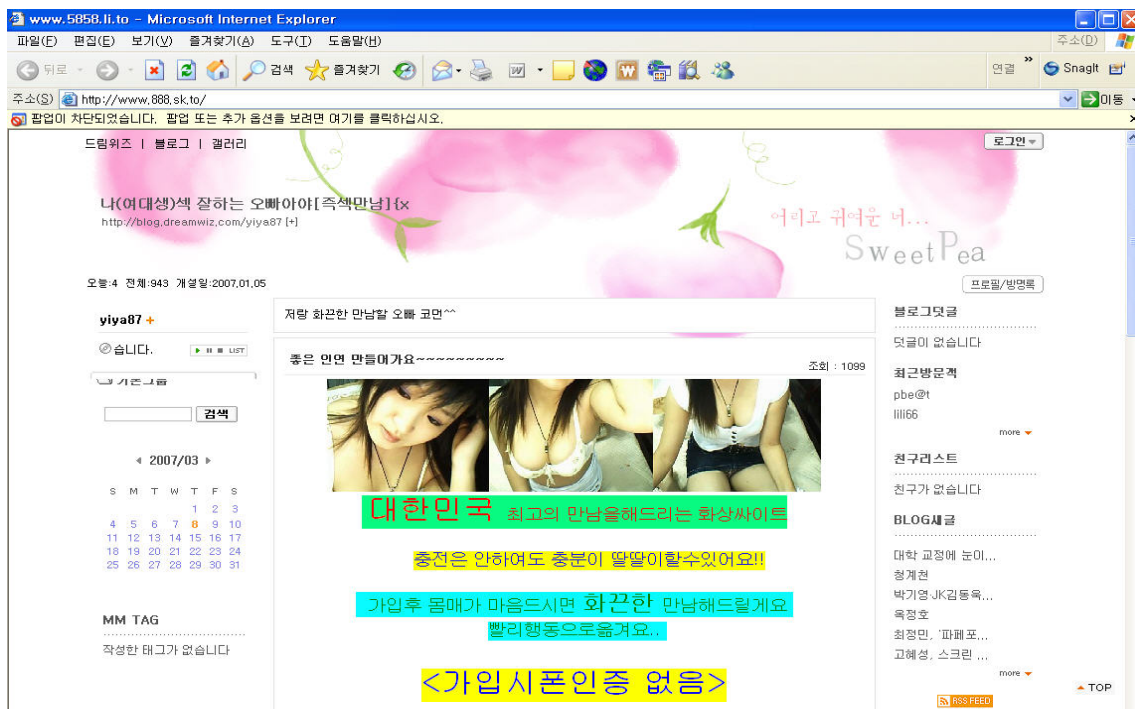 www.5858.li.to - Microsoft Internet Explorer
파일(F) 편집(E) 보기(V) 즐겨찾기(A) 도구(T) 도움말(H) 주소(D)
뒤로 검색 즐겨찾기 연결 SnagIt
주소(S) http://www.888.sk.to/ 이동
팝업이 차단되었습니다. 팝업 또는 추가 옵션을 보려면 여기를 클릭하십시오.
드림위즈 | 블로그 | 갤러리
로그인
나(여대생)섹 잘하는 오빠아야[즉섹만남]{x
http://blog.dreamwiz.com/yiya87 [+]
어리고 귀여운 너...
SweetPea
오늘:4 전체:943 개설일:2007.01.05
프로필/방명록
yiya87 +
습니다. LIST
기본그룹
검색
2007/03
S M T W T F S
1 2 3
4 5 6 7 8 9 10
11 12 13 14 15 16 17
18 19 20 21 22 23 24
25 26 27 28 29 30 31
MM TAG
작성한 태그가 없습니다
저랑 화끈한 만남할 오빠 코면^^
좋은 인연 만들어가요~~~~~~~~~
조회 : 1099
대한민국 최고의 만남을해드리는 화상싸이트
충전은 안하여도 충분이 딸딸이할수있어요!!
가입후 몸매가 마음드시면 화끈한 만남해드릴게요
빨리행동으로옮겨요..
<가입시폰인증 없음>
블로그덧글
덧글이 없습니다
최근방문객
pbe@t
lili66
more
친구리스트
친구가 없습니다
BLOG새글
대학 교정에 눈이...
청계천
박기영·JK김동욱...
옥정호
최정민, '파페포...
고혜성, 스크린 ...
more
TOP
RSS FEED